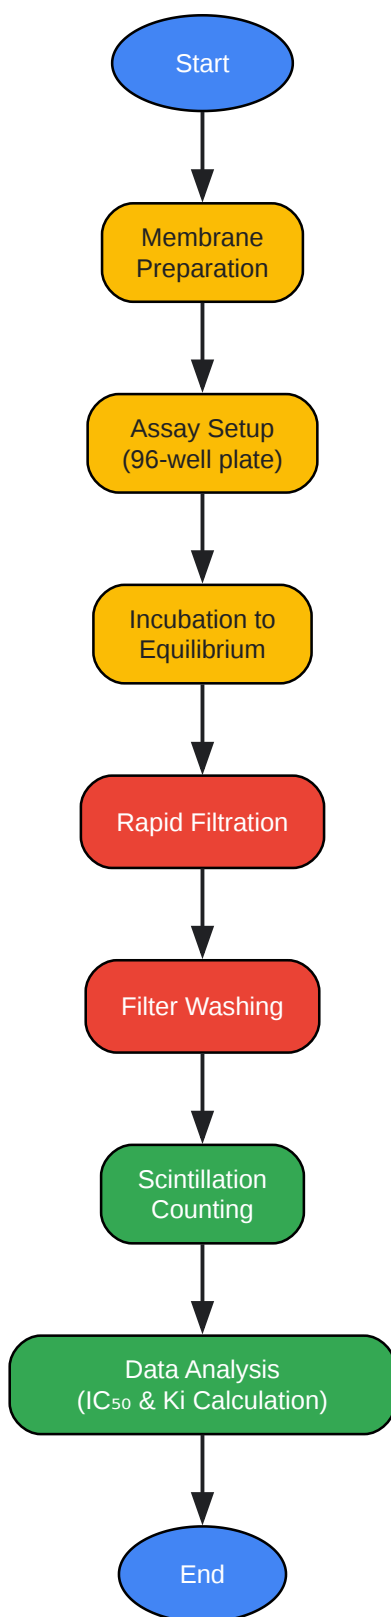 Start
Membrane
Preparation
Assay Setup
(96-well plate)
Incubation to
Equilibrium
Rapid Filtration
Filter Washing
Scintillation
Counting
Data Analysis
(IC₅₀ & Ki Calculation)
End